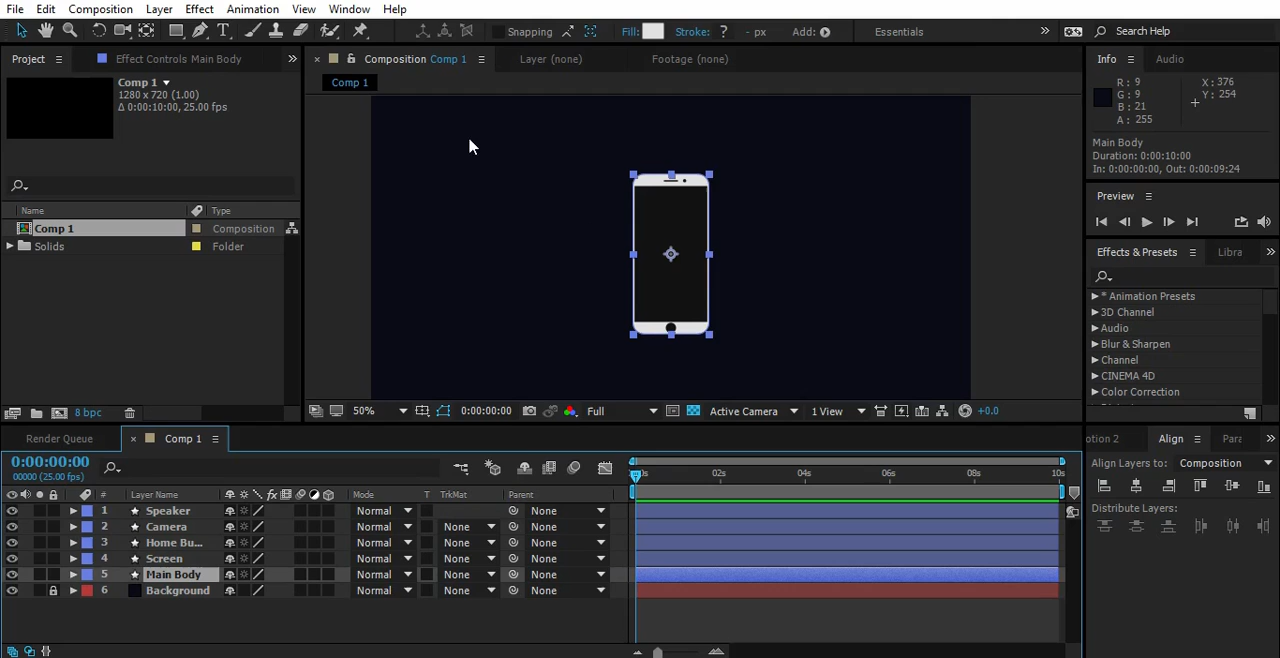 File Edit Composition Layer Effect Animation View Window Help
Snapping Fill: Stroke: ? - px Add: Essentials Search Help
Project Effect Controls Main Body Composition Comp 1 Layer (none) Footage (none) Info Audio
Comp 1
1280 x 720 (1.00)
Δ 0:00:10:00, 25.00 fps
Comp 1
R: 9
G: 9
B: 21
A: 255
X: 376
Y: 254
Main Body
Duration: 0:00:10:00
In: 0:00:00:00, Out: 0:00:09:24
Preview
Name Type
Comp 1 Composition
Solids Folder
Effects & Presets Libra
* Animation Presets
3D Channel
Audio
Blur & Sharpen
Channel
CINEMA 4D
Color Correction
8 bpc
50% 0:00:00:00 Full Active Camera 1 View +0.0
Render Queue Comp 1
otion 2 Align Para
0:00:00:00
00000 (25.00 fps)
0s 02s 04s 06s 08s 10s
Align Layers to: Composition
Distribute Layers:
# Layer Name fx Mode T TrkMat Parent
1 Speaker Normal None
2 Camera Normal None None
3 Home Bu... Normal None None
4 Screen Normal None None
5 Main Body Normal None None
6 Background Normal None None